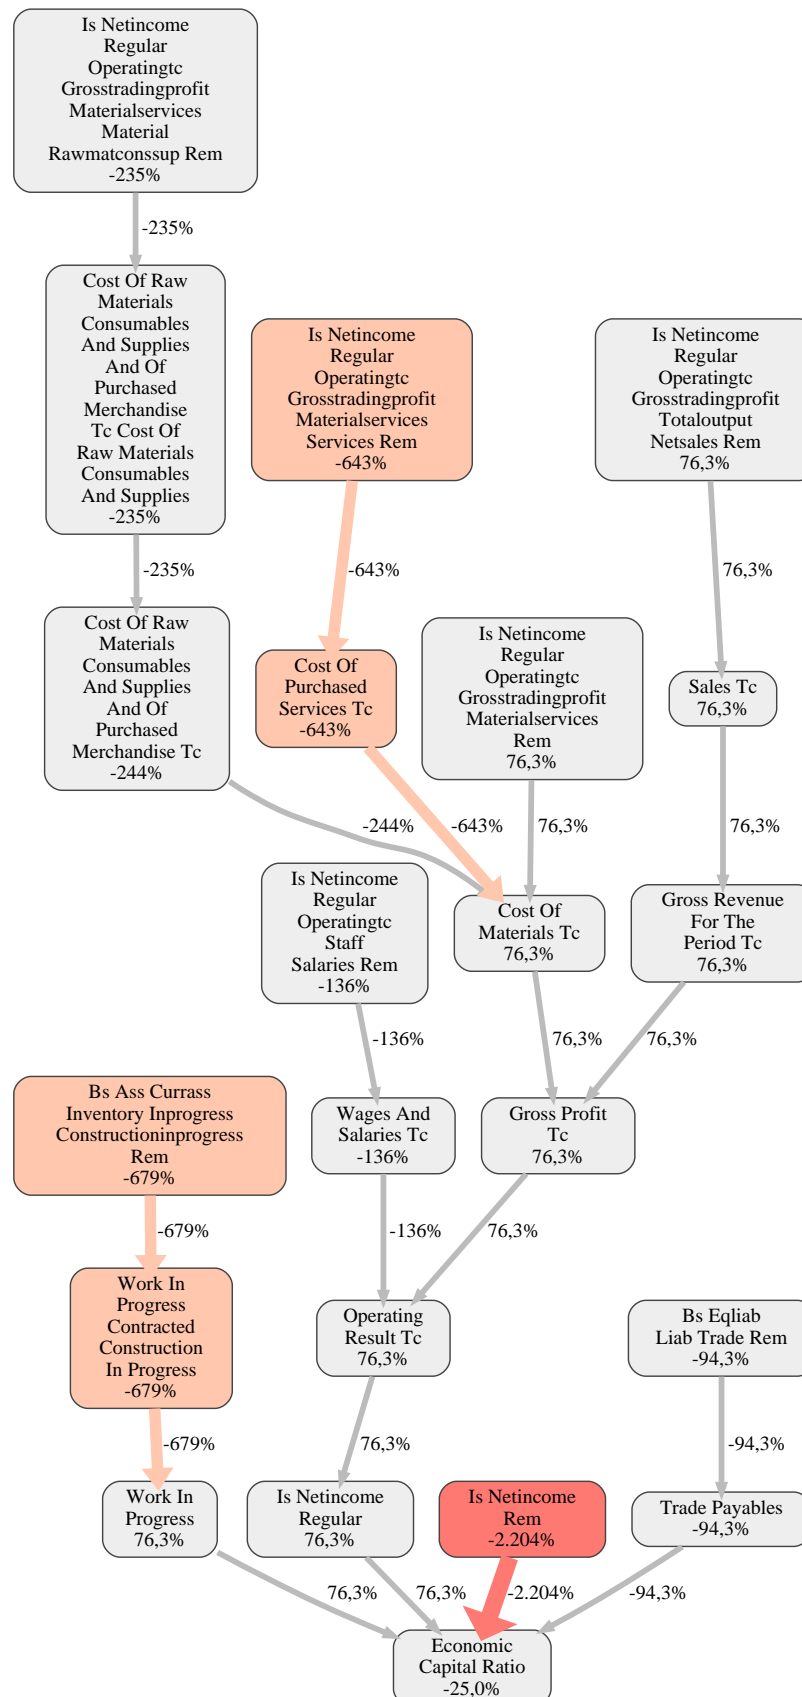 Is Netincome
Regular
Operatingtc
Grosstradingprofit
Materialservices
Material
Rawmatconssup Rem
-235%
-235%
Cost Of Raw
Materials
Consumables
And Supplies
And Of
Purchased
Merchandise
Tc Cost Of
Raw Materials
Consumables
And Supplies
-235%
Is Netincome
Regular
Operatingtc
Grosstradingprofit
Materialservices
Services Rem
-643%
Is Netincome
Regular
Operatingtc
Grosstradingprofit
Totaloutput
Netsales Rem
76,3%
-235%
-643%
76,3%
Cost Of Raw
Materials
Consumables
And Supplies
And Of
Purchased
Merchandise Tc
-244%
Cost Of
Purchased
Services Tc
-643%
Is Netincome
Regular
Operatingtc
Grosstradingprofit
Materialservices
Rem
76,3%
Sales Tc
76,3%
-244%
-643%
76,3%
76,3%
Is Netincome
Regular
Operatingtc
Staff
Salaries Rem
-136%
Cost Of
Materials Tc
76,3%
Gross Revenue
For The
Period Tc
76,3%
-136%
76,3%
76,3%
Bs Ass Currass
Inventory Inprogress
Constructioninprogress
Rem
-679%
Wages And
Salaries Tc
-136%
Gross Profit
Tc
76,3%
-679%
-136%
76,3%
Work In
Progress
Contracted
Construction
In Progress
-679%
Operating
Result Tc
76,3%
Bs Eqliab
Liab Trade Rem
-94,3%
-679%
76,3%
-94,3%
Work In
Progress
76,3%
Is Netincome
Regular
76,3%
Is Netincome
Rem
-2.204%
Trade Payables
-94,3%
76,3%
76,3%
-2.204%
-94,3%
Economic
Capital Ratio
-25,0%